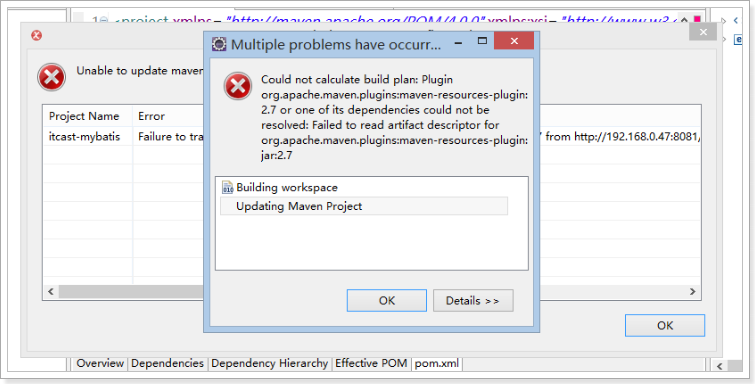 <project xmlns="http://maven.apache.org/POM/4.0.0" xmlns:xsi="http://www.w3
Multiple problems have occurr...
Unable to update maven
Could not calculate build plan: Plugin
org.apache.maven.plugins:maven-resources-plugin:
2.7 or one of its dependencies could not be
resolved: Failed to read artifact descriptor for
org.apache.maven.plugins:maven-resources-plugin:
jar:2.7
Project Name Error
itcast-mybatis Failure to tra
' from http://192.168.0.47:8081/
Building workspace
Updating Maven Project
OK Details >>
OK
Overview Dependencies Dependency Hierarchy Effective POM pom.xml